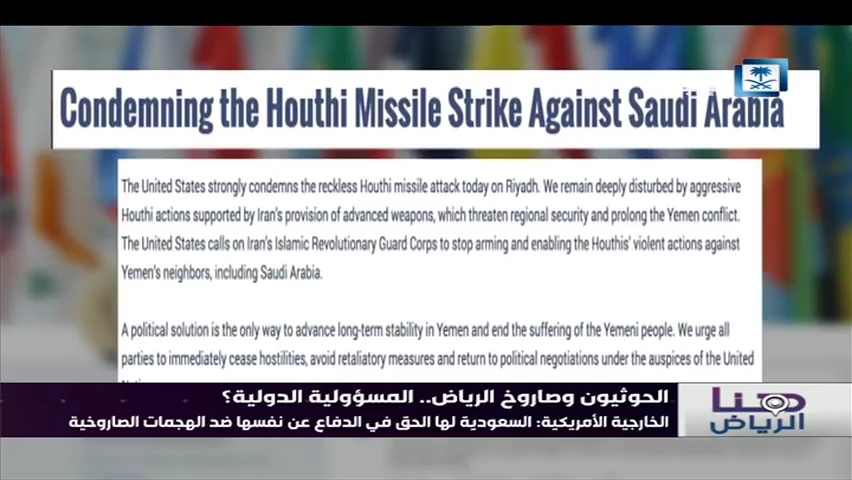 Condemning the Houthi Missile Strike Against Saudi Arabia
The United States strongly condemns the reckless Houthi missile attack today on Riyadh. We remain deeply disturbed by aggressive
Houthi actions supported by Iran's provision of advanced weapons, which threaten regional security and prolong the Yemen conflict.
The United States calls on Iran's Islamic Revolutionary Guard Corps to stop arming and enabling the Houthis' violent actions against
Yemen's neighbors, including Saudi Arabia.
A political solution is the only way to advance long-term stability in Yemen and end the suffering of the Yemeni people. We urge all
parties to immediately cease hostilities, avoid retaliatory measures and return to political negotiations under the auspices of the United
الحوثيون وصاروخ الرياض.. المسؤولية الدولية؟
الخارجية الأمريكية: السعودية لها الحق في الدفاع عن نفسها ضد الهجمات الصاروخية
هنا
الرياض